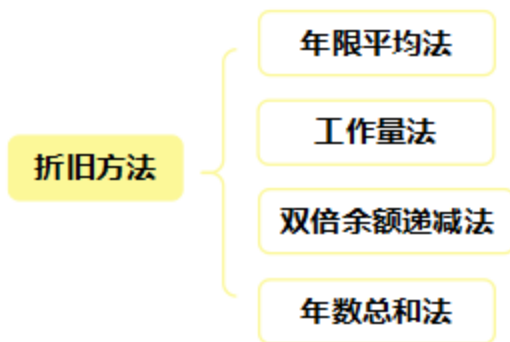 折旧方法
年限平均法
工作量法
双倍余额递减法
年数总和法